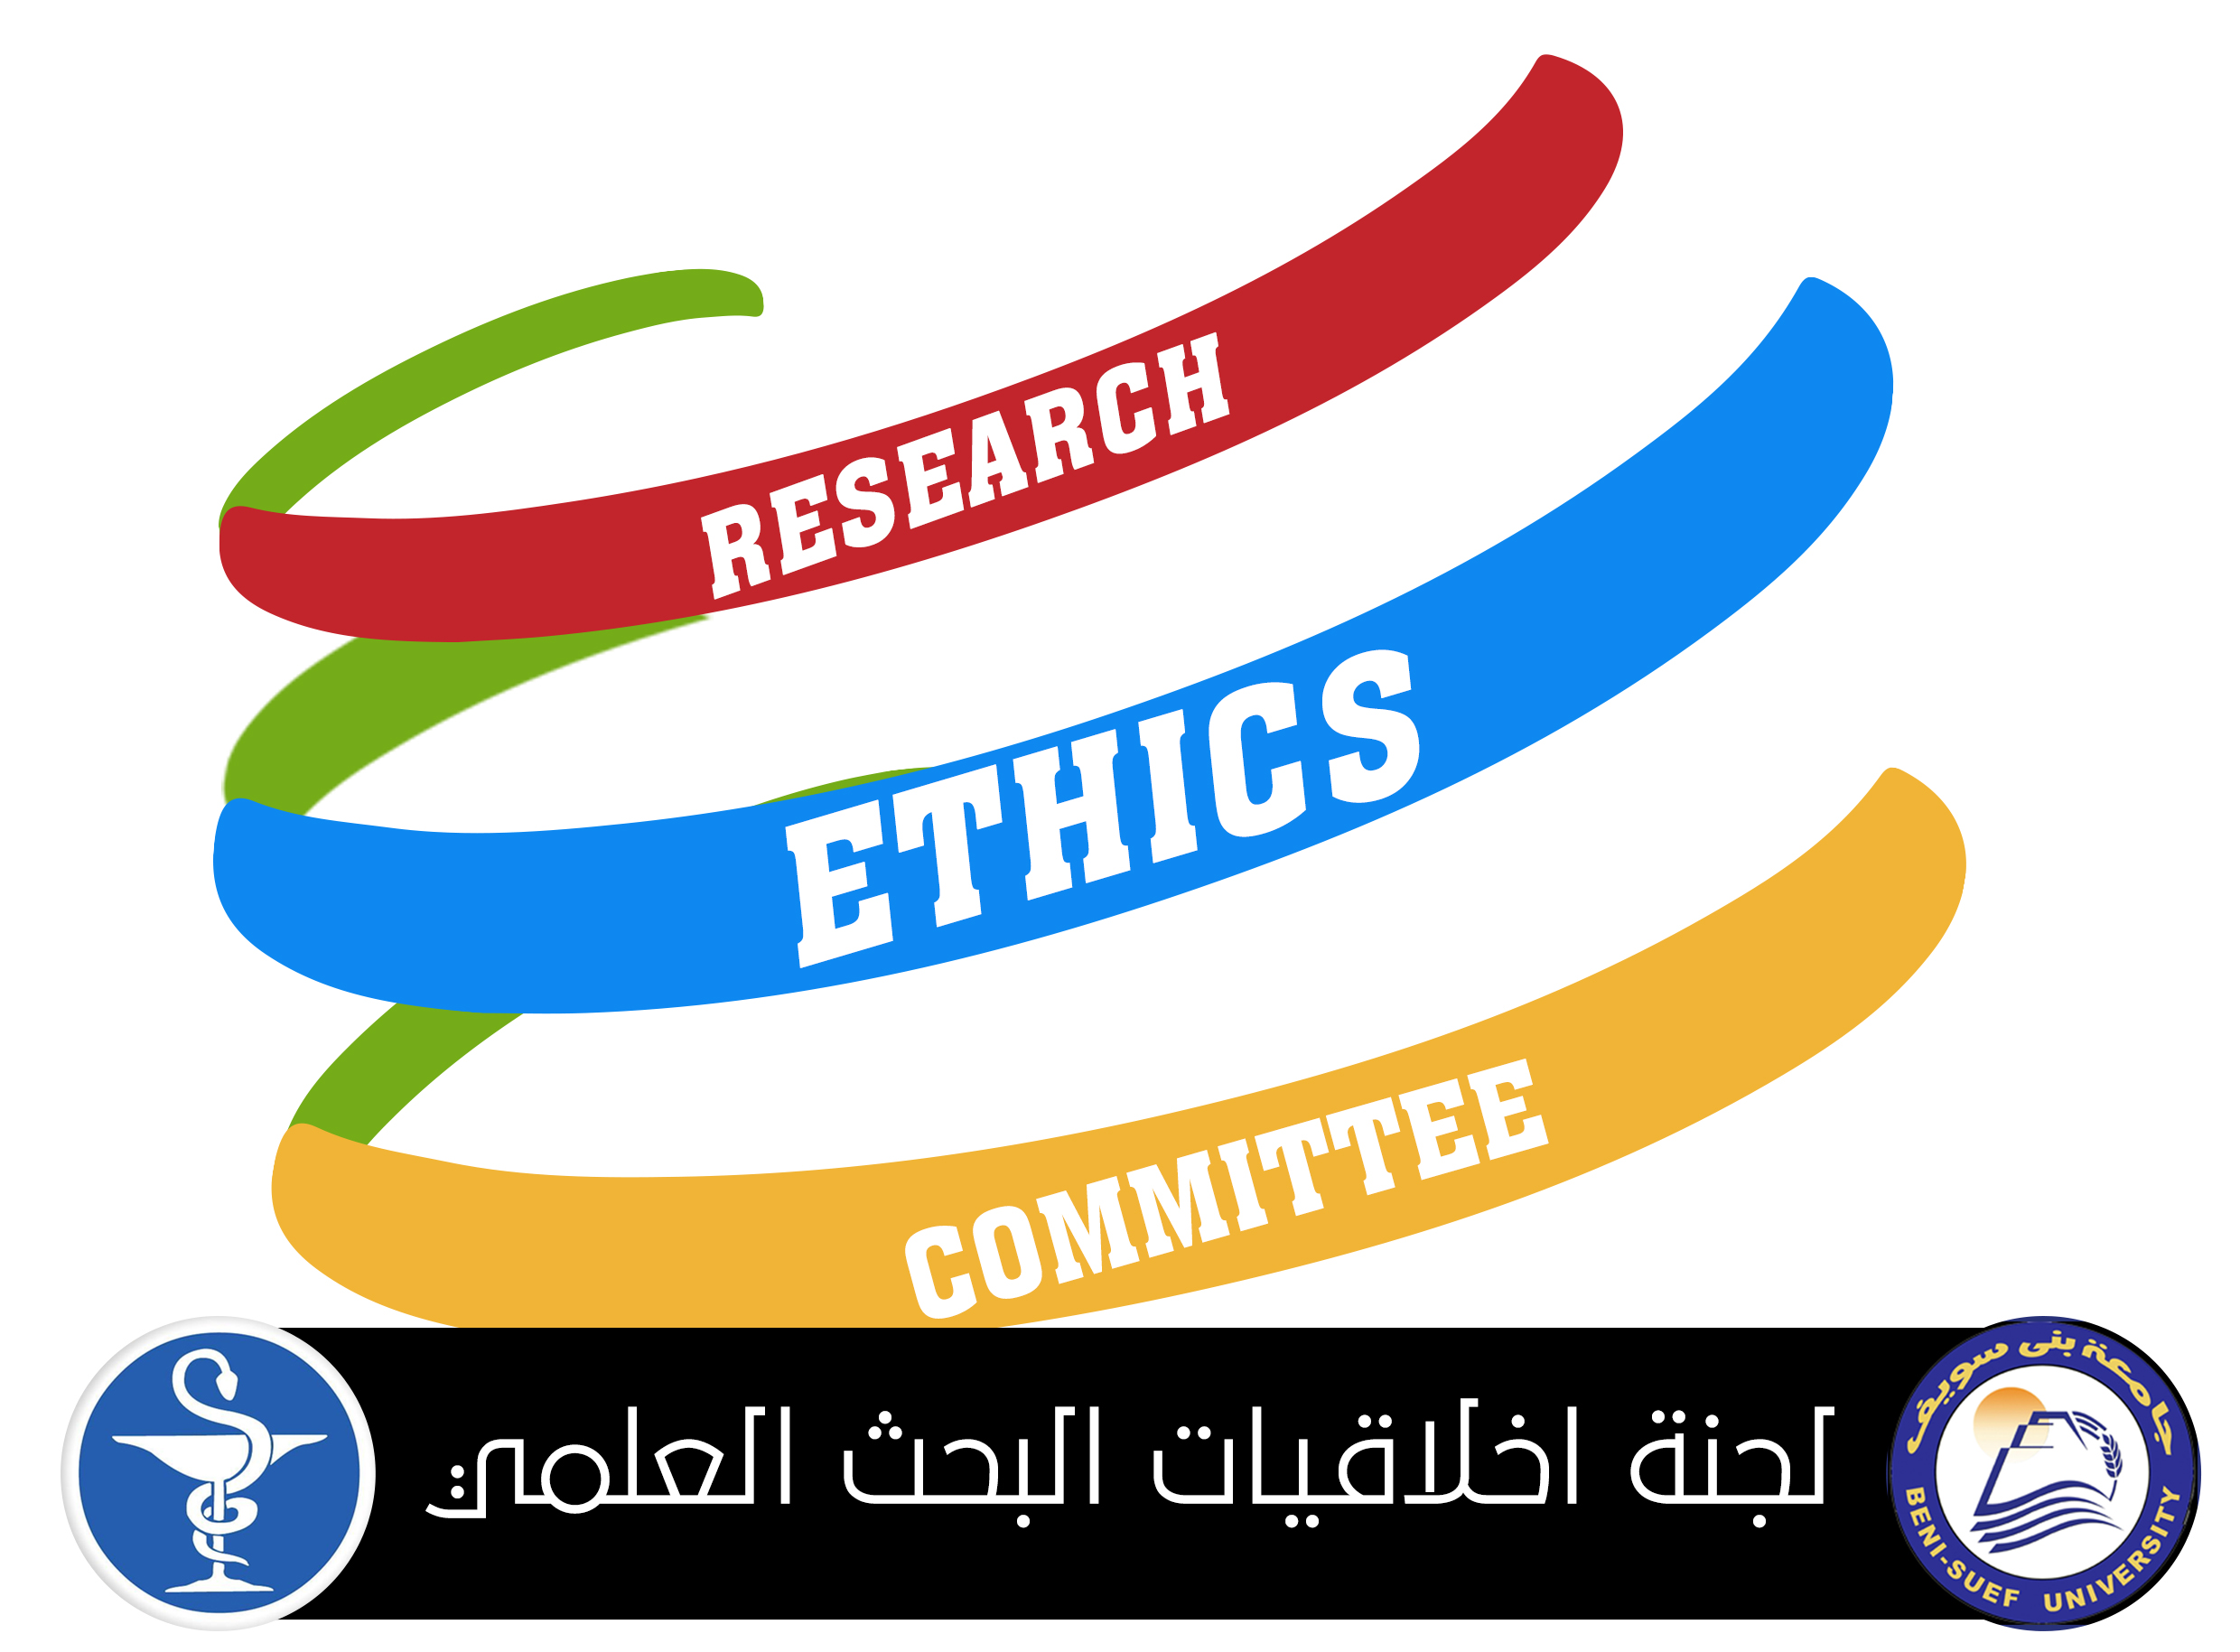 RESEARCH
ETHICS
COMMITTEE
لجنة اخلاقيات البحث العلمي
جامعة بني سويف
BENI-SUEF UNIVERSITY